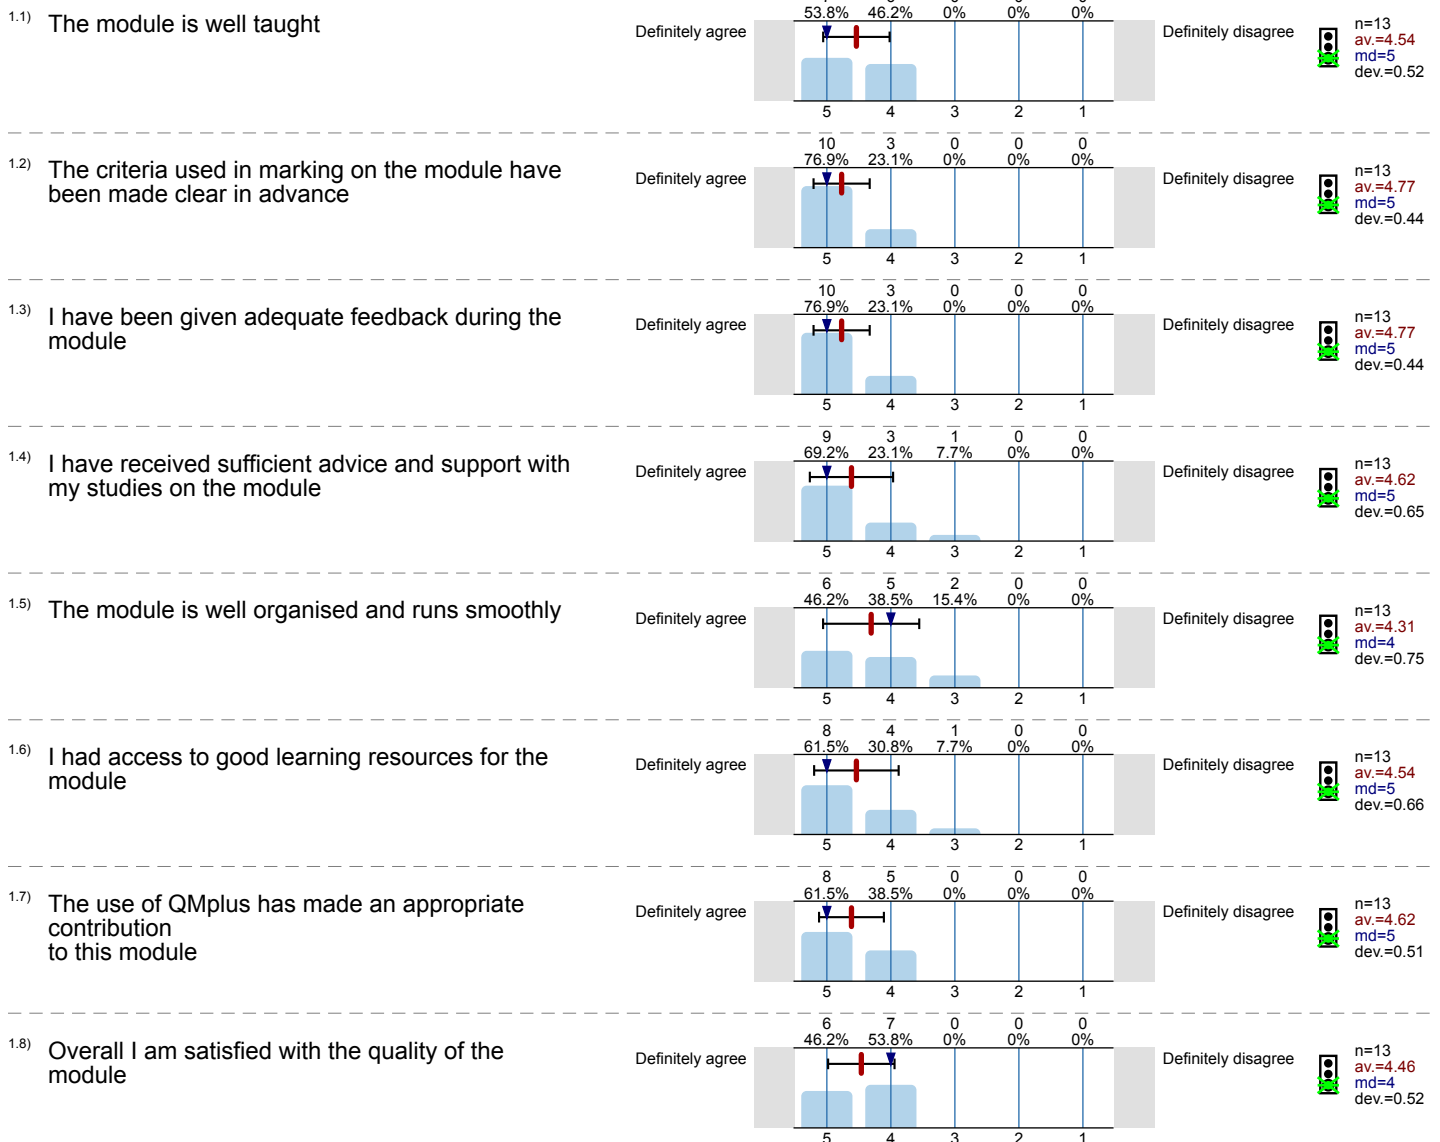 53.8% 46.2% 0% 0% 0%
1.1) The module is well taught
Definitely agree
Definitely disagree
n=13
av.=4.54
md=5
dev.=0.52
5 4 3 2 1
10 3 0 0 0
76.9% 23.1% 0% 0% 0%
1.2) The criteria used in marking on the module have
been made clear in advance
Definitely agree
Definitely disagree
n=13
av.=4.77
md=5
dev.=0.44
5 4 3 2 1
10 3 0 0 0
76.9% 23.1% 0% 0% 0%
1.3) I have been given adequate feedback during the
module
Definitely agree
Definitely disagree
n=13
av.=4.77
md=5
dev.=0.44
5 4 3 2 1
9 3 1 0 0
69.2% 23.1% 7.7% 0% 0%
1.4) I have received sufficient advice and support with
my studies on the module
Definitely agree
Definitely disagree
n=13
av.=4.62
md=5
dev.=0.65
5 4 3 2 1
6 5 2 0 0
46.2% 38.5% 15.4% 0% 0%
1.5) The module is well organised and runs smoothly
Definitely agree
Definitely disagree
n=13
av.=4.31
md=4
dev.=0.75
5 4 3 2 1
8 4 1 0 0
61.5% 30.8% 7.7% 0% 0%
1.6) I had access to good learning resources for the
module
Definitely agree
Definitely disagree
n=13
av.=4.54
md=5
dev.=0.66
5 4 3 2 1
8 5 0 0 0
61.5% 38.5% 0% 0% 0%
1.7) The use of QMplus has made an appropriate
contribution
to this module
Definitely agree
Definitely disagree
n=13
av.=4.62
md=5
dev.=0.51
5 4 3 2 1
6 7 0 0 0
46.2% 53.8% 0% 0% 0%
1.8) Overall I am satisfied with the quality of the
module
Definitely agree
Definitely disagree
n=13
av.=4.46
md=4
dev.=0.52
5 4 3 2 1